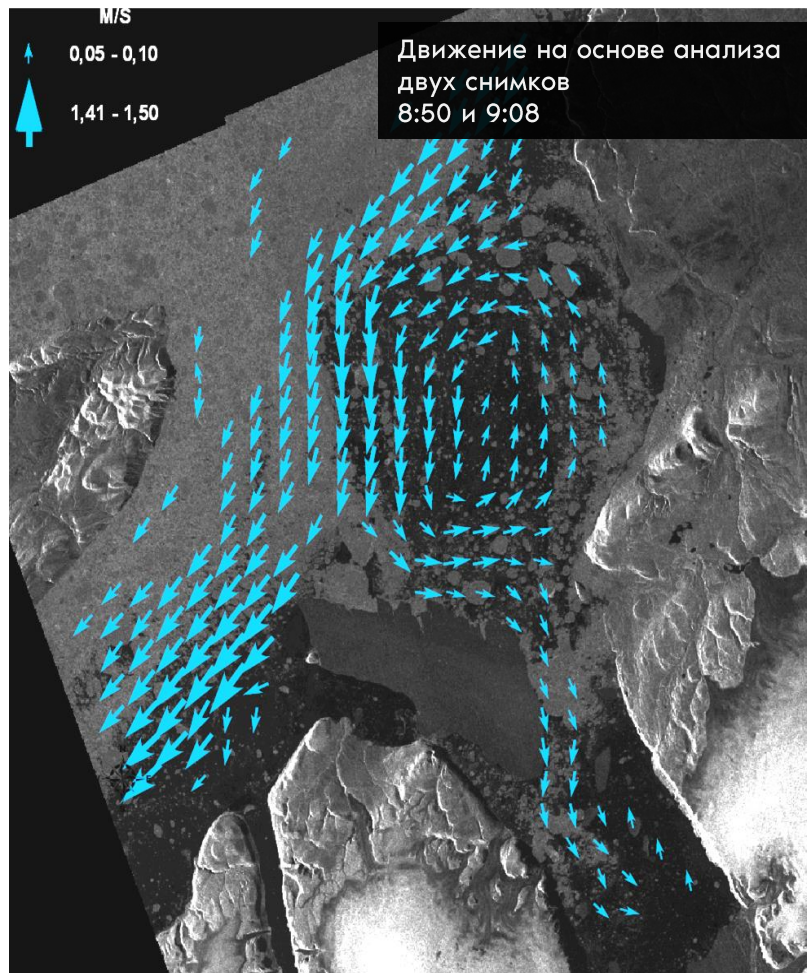 M/S
0,05 - 0,10
1,41 - 1,50
Движение на основе анализа
двух снимков
8:50 и 9:08